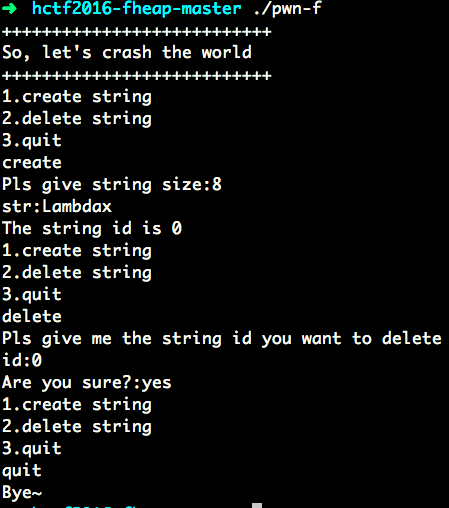 ➜ hctf2016-fheap-master ./pwn-f
+++++++++++++++++++++++++++
So, let's crash the world
+++++++++++++++++++++++++++
1.create string
2.delete string
3.quit
create
Pls give string size:8
str:Lambdax
The string id is 0
1.create string
2.delete string
3.quit
delete
Pls give me the string id you want to delete
id:0
Are you sure?:yes
1.create string
2.delete string
3.quit
quit
Bye~